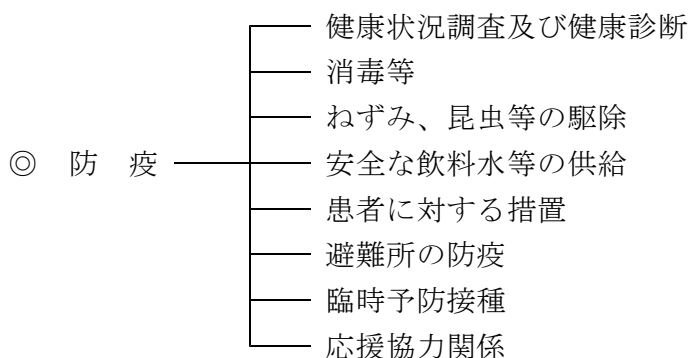 健康状況調査及び健康診断
消毒等
ねずみ、昆虫等の駆除
◎ 防 疫
安全な飲料水等の供給
患者に対する措置
避難所の防疫
臨時予防接種
応援協力関係